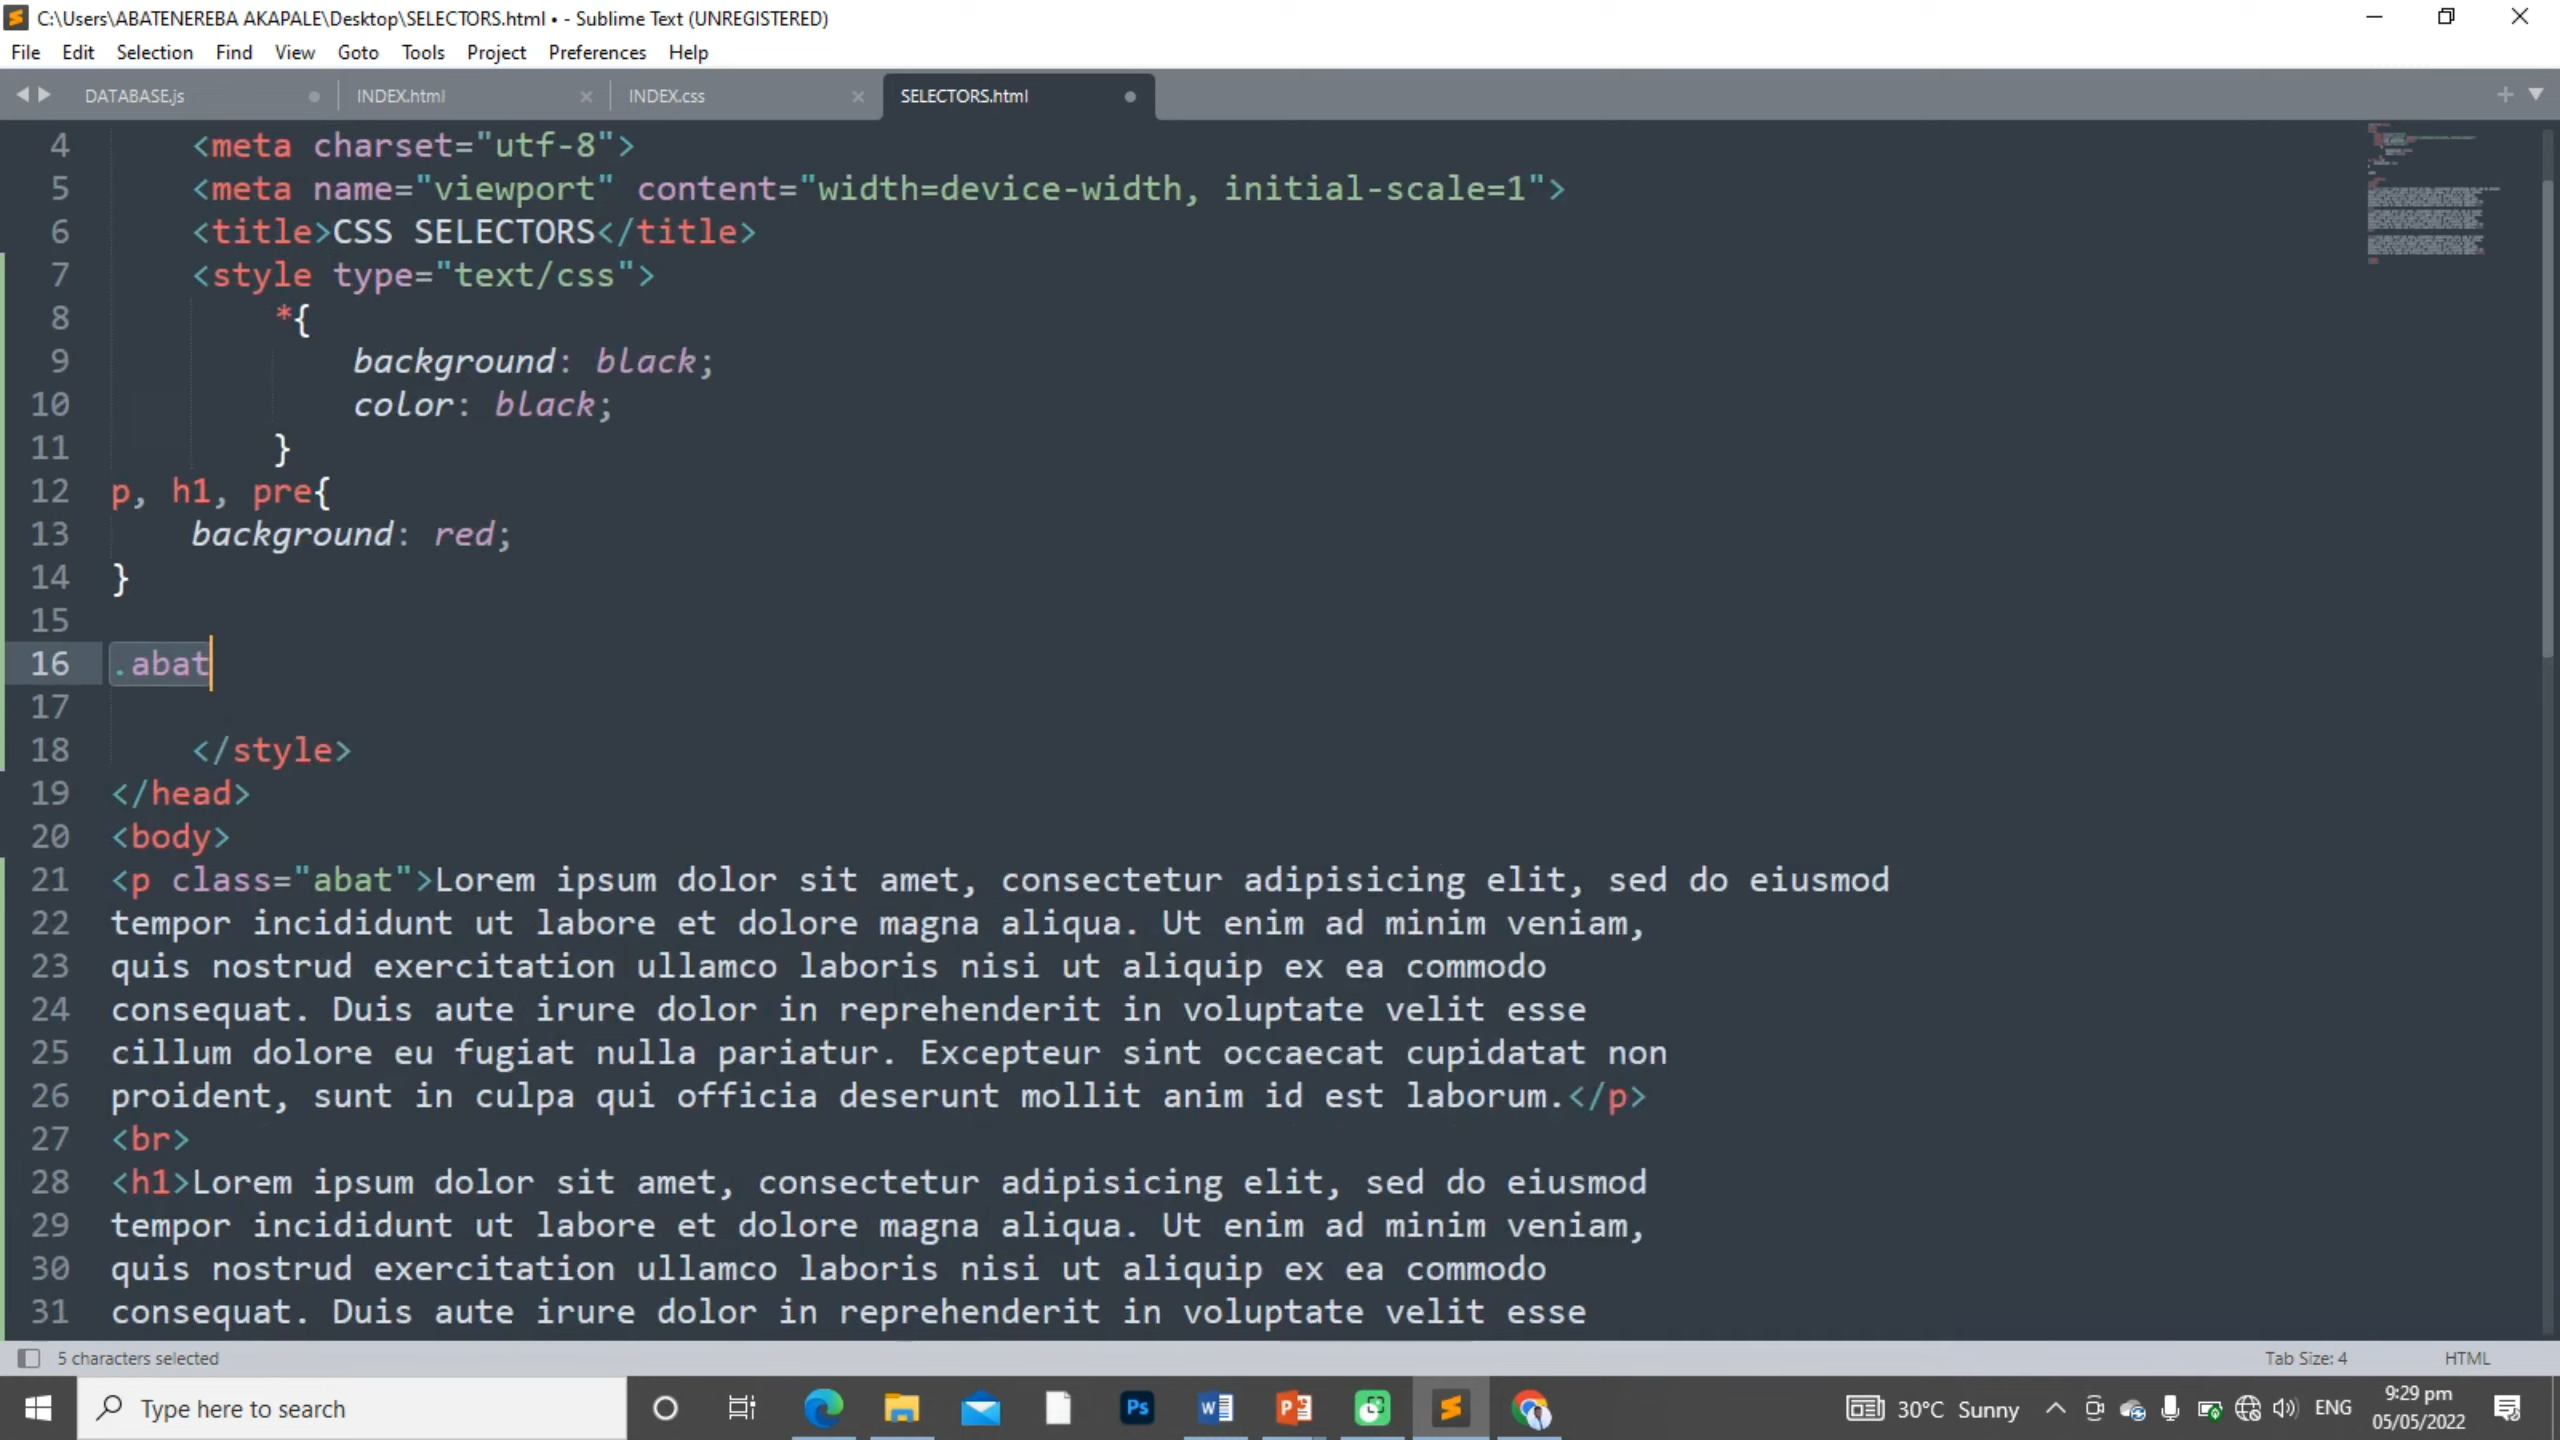 C:\Users\ABATENEREBA AKAPALE\Desktop\SELECTORS.html • - Sublime Text (UNREGISTERED)
File Edit Selection Find View Goto Tools Project Preferences Help
DATABASE.js INDEX.html INDEX.css SELECTORS.html
4 <meta charset="utf-8">
5 <meta name="viewport" content="width=device-width, initial-scale=1">
6 <title>CSS SELECTORS</title>
7 <style type="text/css">
8 *{
9 background: black;
10 color: black;
11 }
12 p, h1, pre{
13 background: red;
14 }
15
16 .abat
17
18 </style>
19 </head>
20 <body>
21 <p class="abat">Lorem ipsum dolor sit amet, consectetur adipisicing elit, sed do eiusmod
22 tempor incididunt ut labore et dolore magna aliqua. Ut enim ad minim veniam,
23 quis nostrud exercitation ullamco laboris nisi ut aliquip ex ea commodo
24 consequat. Duis aute irure dolor in reprehenderit in voluptate velit esse
25 cillum dolore eu fugiat nulla pariatur. Excepteur sint occaecat cupidatat non
26 proident, sunt in culpa qui officia deserunt mollit anim id est laborum.</p>
27 <br>
28 <h1>Lorem ipsum dolor sit amet, consectetur adipisicing elit, sed do eiusmod
29 tempor incididunt ut labore et dolore magna aliqua. Ut enim ad minim veniam,
30 quis nostrud exercitation ullamco laboris nisi ut aliquip ex ea commodo
31 consequat. Duis aute irure dolor in reprehenderit in voluptate velit esse
5 characters selected Tab Size: 4 HTML
Type here to search Ps W P 30°C Sunny ENG 9:29 pm
05/05/2022